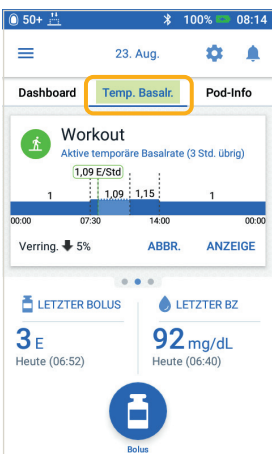 50+ 100% 08:14
23. Aug.
Dashboard Temp. Basalr. Pod-Info
Workout
Aktive temporäre Basalrate (3 Std. übrig)
1,09 E/Std
1 1,09 1,15 1
00:00 07:30 14:00 00:00
Verring. 5% ABBR. ANZEIGE
LETZTER BOLUS LETZTER BZ
3 E 92 mg/dL
Heute (06:52) Heute (06:40)
Bolus